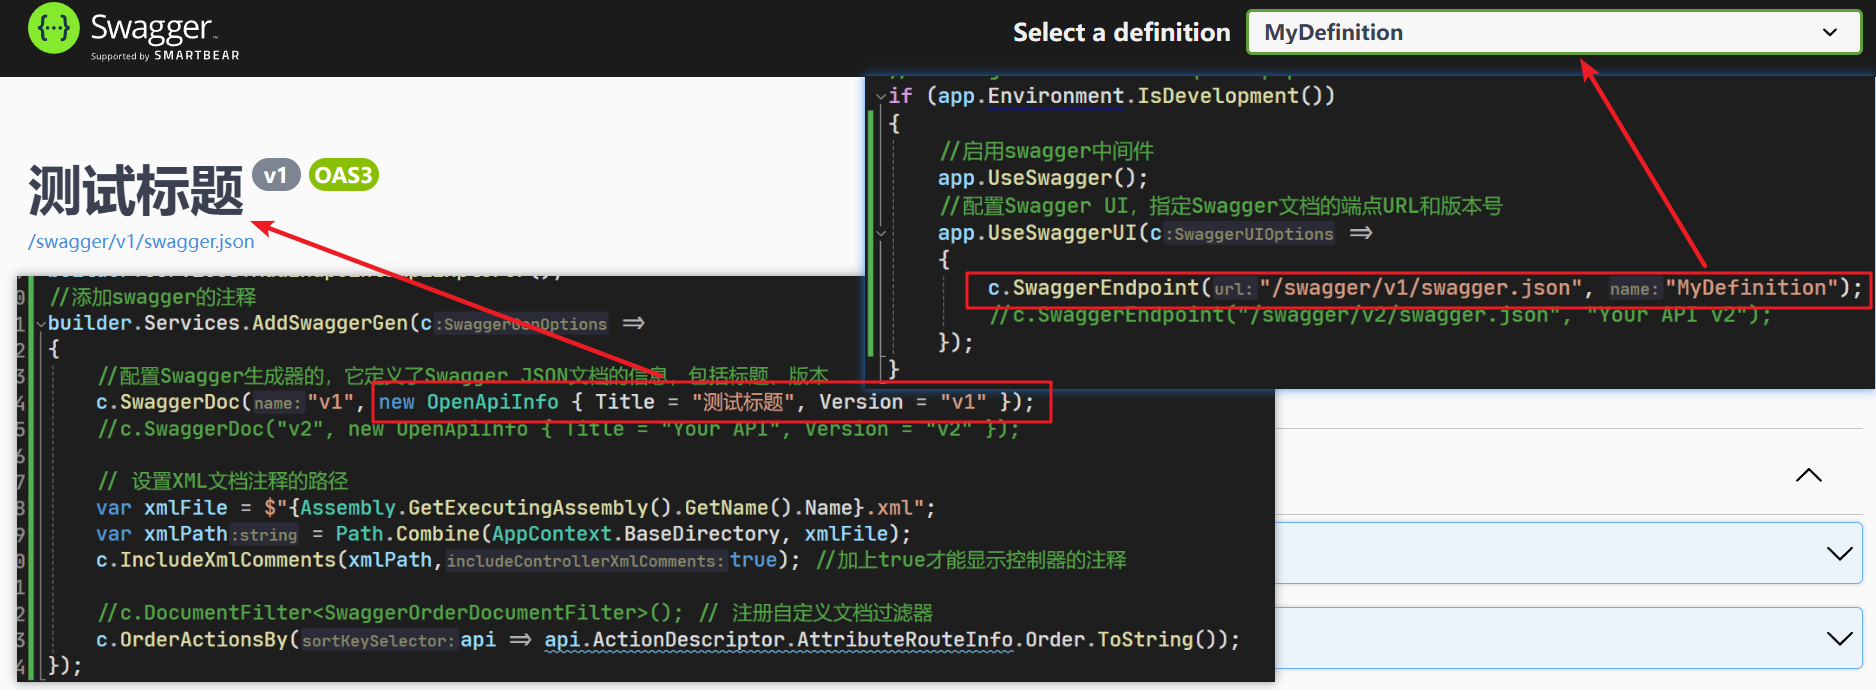 Swagger
Supported by SMARTBEAR
Select a definition
MyDefinition
测试标题 v1 OAS3
/swagger/v1/swagger.json
if (app.Environment.IsDevelopment())
{
//启用swagger中间件
app.UseSwagger();
//配置Swagger UI，指定Swagger文档的端点URL和版本号
app.UseSwaggerUI(c:SwaggerUIOptions =>
{
c.SwaggerEndpoint(url:"/swagger/v1/swagger.json", name:"MyDefinition");
//c.SwaggerEndpoint("/swagger/v2/swagger.json", "Your API v2");
});
}
//添加swagger的注释
builder.Services.AddSwaggerGen(c:SwaggerGenOptions =>
{
//配置Swagger生成器的，它定义了Swagger JSON文档的信息，包括标题、版本
c.SwaggerDoc(name:"v1", new OpenApiInfo { Title = "测试标题", Version = "v1" });
//c.SwaggerDoc("v2", new OpenApiInfo { Title = "Your API", Version = "v2" });
// 设置XML文档注释的路径
var xmlFile = $"{Assembly.GetExecutingAssembly().GetName().Name}.xml";
var xmlPath:string = Path.Combine(AppContext.BaseDirectory, xmlFile);
c.IncludeXmlComments(xmlPath,includeControllerXmlComments:true); //加上true才能显示控制器的注释
//c.DocumentFilter<SwaggerOrderDocumentFilter>(); // 注册自定义文档过滤器
c.OrderActionsBy(sortKeySelector:api => api.ActionDescriptor.AttributeRouteInfo.Order.ToString());
});